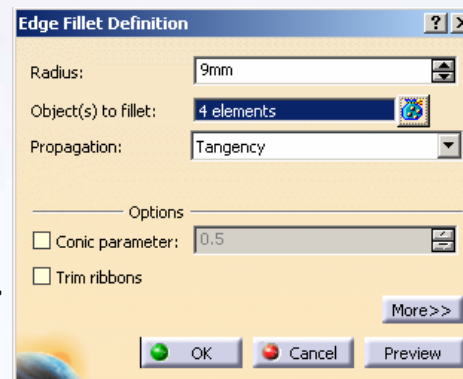 Edge Fillet Definition ? X
Radius: 9mm
Object(s) to fillet: 4 elements
Propagation: Tangency
Options
Conic parameter: 0.5
Trim ribbons
More>>
OK Cancel Preview